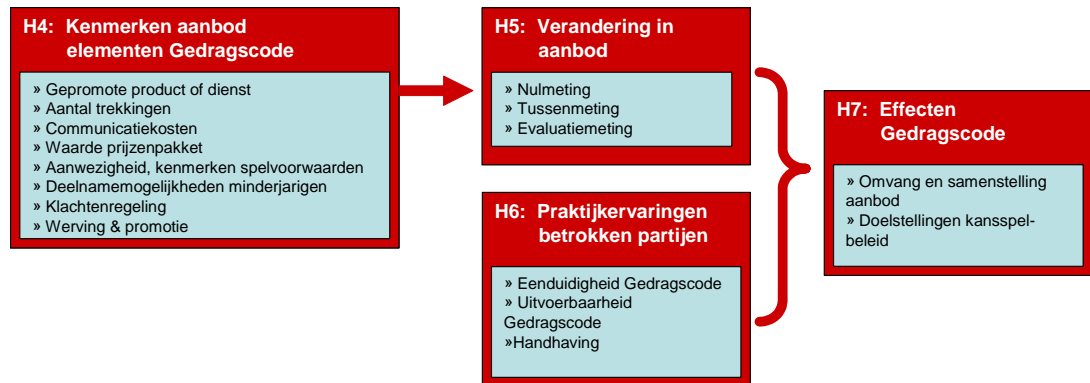 H4: Kenmerken aanbod
elementen Gedragscode
» Gepromote product of dienst
» Aantal trekkingen
» Communicatiekosten
» Waarde prijzenpakket
» Aanwezigheid, kenmerken spelvoorwaarden
» Deelnamemogelijkheden minderjarigen
» Klachtenregeling
» Werving & promotie
H5: Verandering in
aanbod
» Nulmeting
» Tussenmeting
» Evaluatiemeting
H6: Praktijkervaringen
betrokken partijen
» Eenduidigheid Gedragscode
» Uitvoerbaarheid
Gedragscode
»Handhaving
H7: Effecten
Gedragscode
» Omvang en samenstelling
aanbod
» Doelstellingen kansspel-
beleid